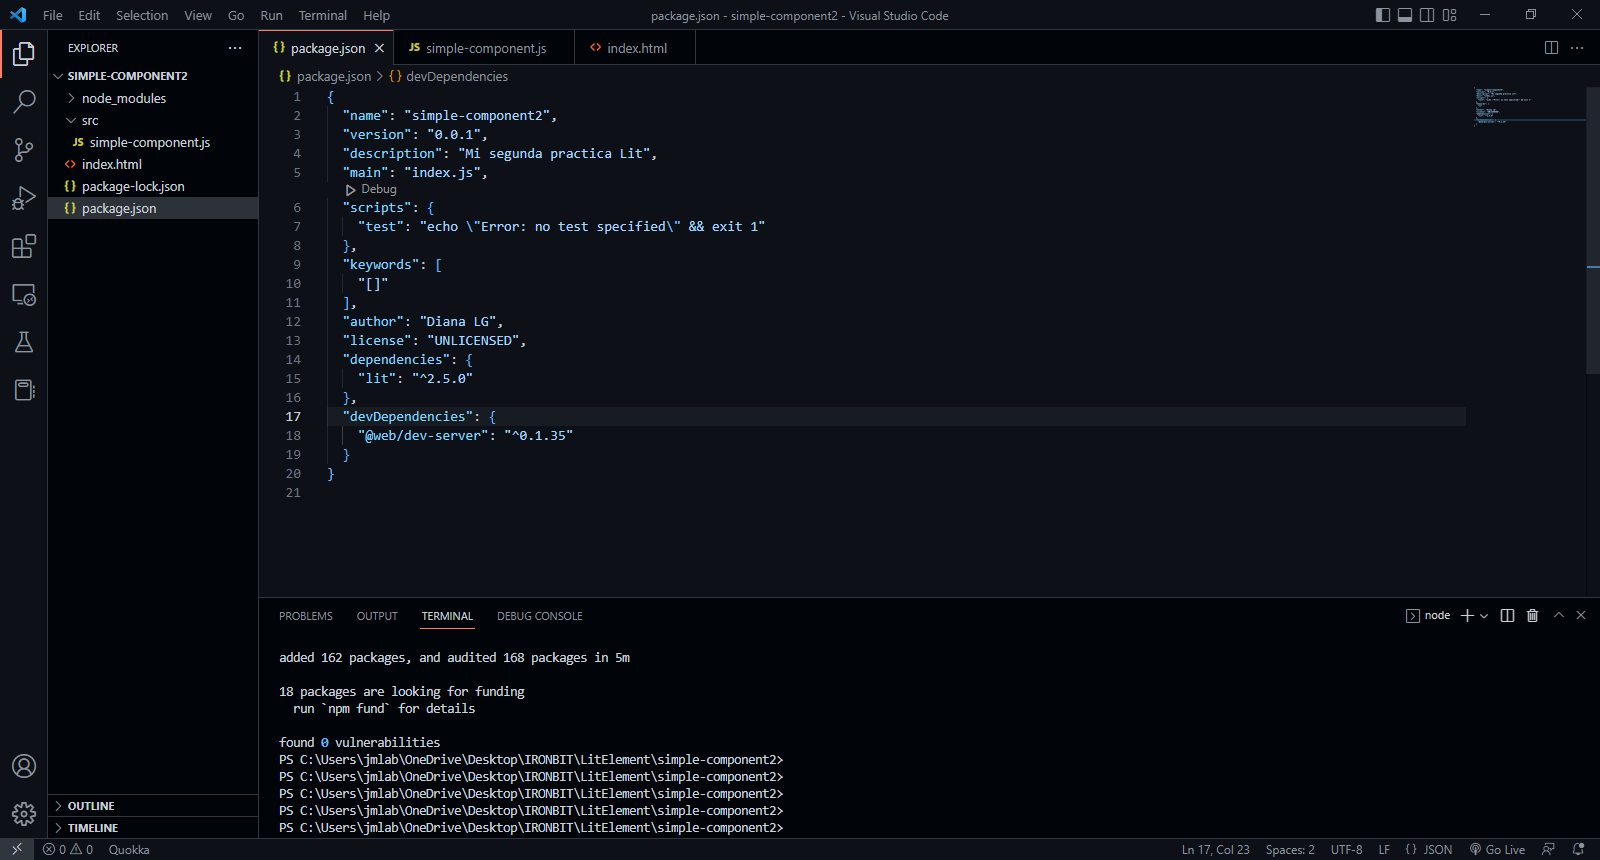 File Edit Selection View Go Run Terminal Help
package.json - simple-component2 - Visual Studio Code
EXPLORER
SIMPLE-COMPONENT2
node_modules
src
JS simple-component.js
<> index.html
{} package-lock.json
{} package.json
OUTLINE
TIMELINE
{} package.json
JS simple-component.js
<> index.html
{} package.json > {} devDependencies
1 {
2 "name": "simple-component2",
3 "version": "0.0.1",
4 "description": "Mi segunda practica Lit",
5 "main": "index.js",
Debug
6 "scripts": {
7 "test": "echo \"Error: no test specified\" && exit 1"
8 },
9 "keywords": [
10 "[]"
11 ],
12 "author": "Diana LG",
13 "license": "UNLICENSED",
14 "dependencies": {
15 "lit": "^2.5.0"
16 },
17 "devDependencies": {
18 "@web/dev-server": "^0.1.35"
19 }
20 }
21
PROBLEMS OUTPUT TERMINAL DEBUG CONSOLE
node
added 162 packages, and audited 168 packages in 5m
18 packages are looking for funding
run `npm fund` for details
found 0 vulnerabilities
PS C:\Users\jmlab\OneDrive\Desktop\IRONBIT\LitElement\simple-component2>
PS C:\Users\jmlab\OneDrive\Desktop\IRONBIT\LitElement\simple-component2>
PS C:\Users\jmlab\OneDrive\Desktop\IRONBIT\LitElement\simple-component2>
PS C:\Users\jmlab\OneDrive\Desktop\IRONBIT\LitElement\simple-component2>
PS C:\Users\jmlab\OneDrive\Desktop\IRONBIT\LitElement\simple-component2>
0 0 Quokka
Ln 17, Col 23 Spaces: 2 UTF-8 LF {} JSON Go Live